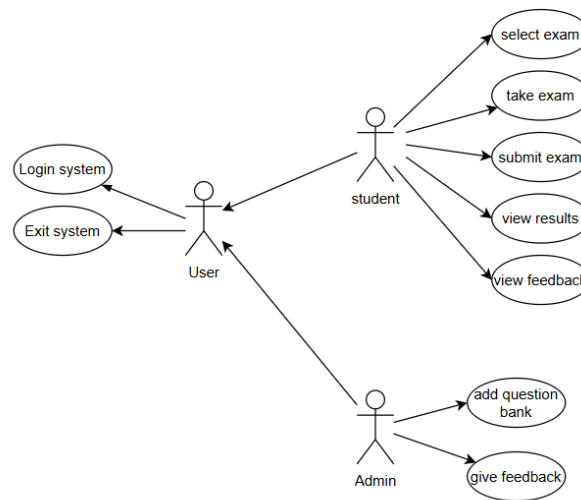 select exam
take exam
Login system
submit exam
student
view results
Exit system
User
view feedback
add question
bank
Admin
give feedback